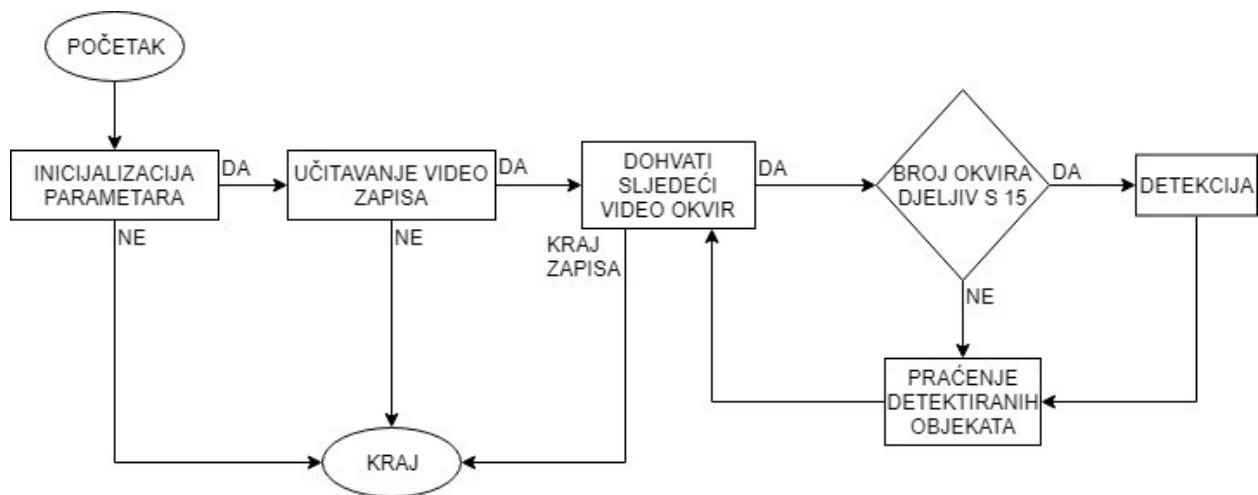 POČETAK
INICIJALIZACIJA
PARAMETARA
DA
NE
UČITAVANJE VIDEO
ZAPISA
DA
NE
DOHVATI
SLJEDEĆI
VIDEO OKVIR
DA
KRAJ
ZAPISA
BROJ OKVIRA
DJELJIV S 15
DA
NE
DETEKCIJA
PRAĆENJE
DETEKTIRANIH
OBJEKATA
KRAJ